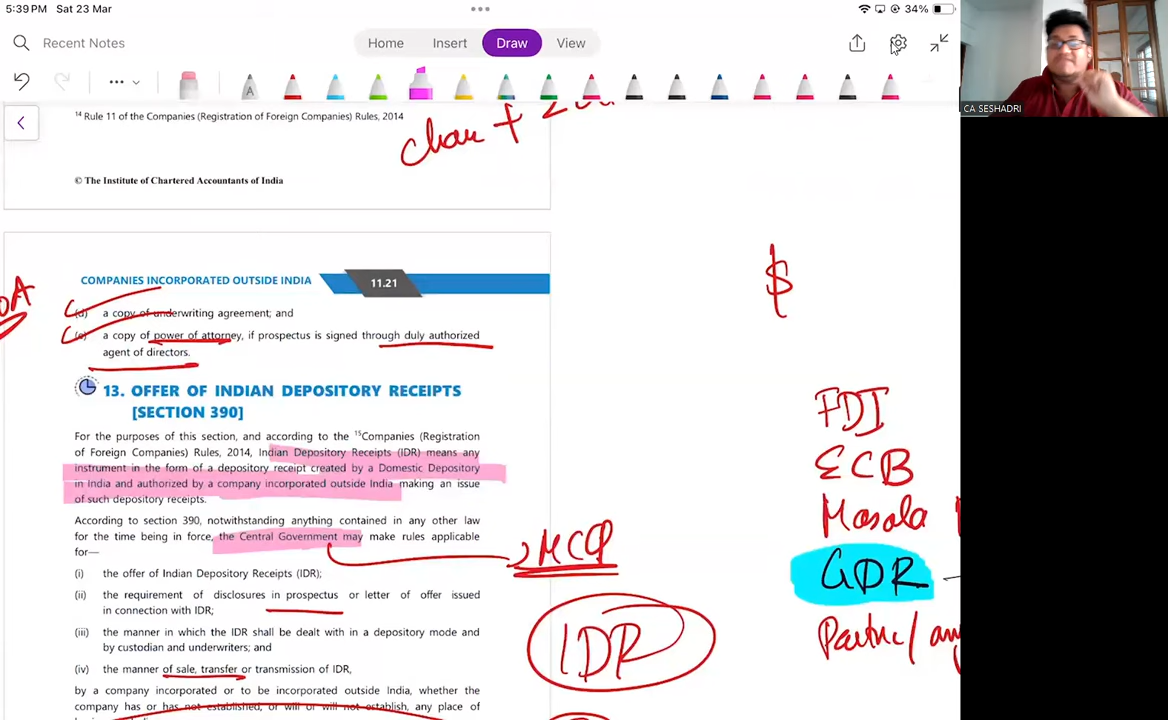 5:39 PM Sat 23 Mar
34%
Recent Notes
Home Insert Draw View
A
CA SESHADRI
14 Rule 11 of the Companies (Registration of Foreign Companies) Rules, 2014
© The Institute of Chartered Accountants of India
COMPANIES INCORPORATED OUTSIDE INDIA 11.21
(d) a copy of underwriting agreement; and
(e) a copy of power of attorney, if prospectus is signed through duly authorized
agent of directors.
13. OFFER OF INDIAN DEPOSITORY RECEIPTS
[SECTION 390]
For the purposes of this section, and according to the 15Companies (Registration
of Foreign Companies) Rules, 2014, Indian Depository Receipts (IDR) means any
instrument in the form of a depository receipt created by a Domestic Depository
in India and authorized by a company incorporated outside India making an issue
of such depository receipts.
According to section 390, notwithstanding anything contained in any other law
for the time being in force, the Central Government may make rules applicable
for—
(i) the offer of Indian Depository Receipts (IDR);
(ii) the requirement of disclosures in prospectus or letter of offer issued
in connection with IDR;
(iii) the manner in which the IDR shall be dealt with in a depository mode and
by custodian and underwriters; and
(iv) the manner of sale, transfer or transmission of IDR,
by a company incorporated or to be incorporated outside India, whether the
company has or has not established, or will or will not establish, any place of
MCQ
IDR
$
FDI
ECB
Masala
GDR